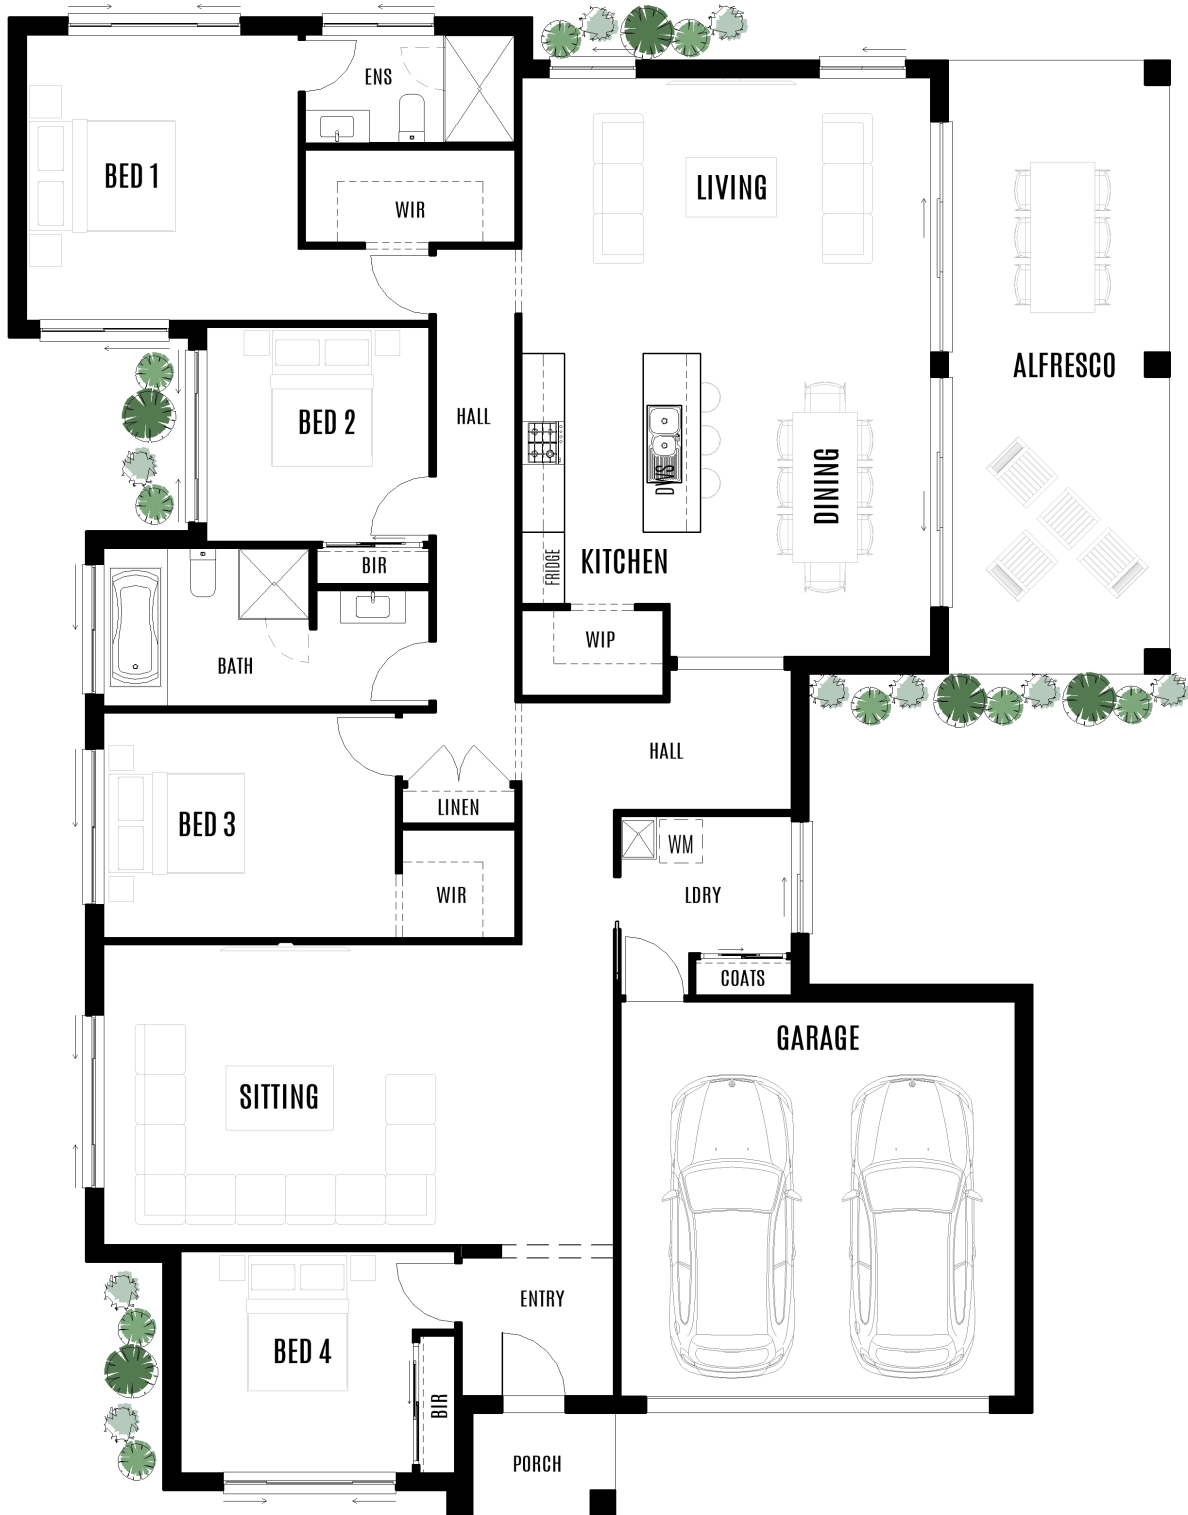 ENS
BED 1
LIVING
WIR
ALFRESCO
HALL
BED 2
DWS
DINING
BIR
FRIDGE
KITCHEN
WIP
BATH
HALL
LINEN
BED 3
WM
WIR
LDRY
COATS
GARAGE
SITTING
ENTRY
BED 4
BIR
PORCH